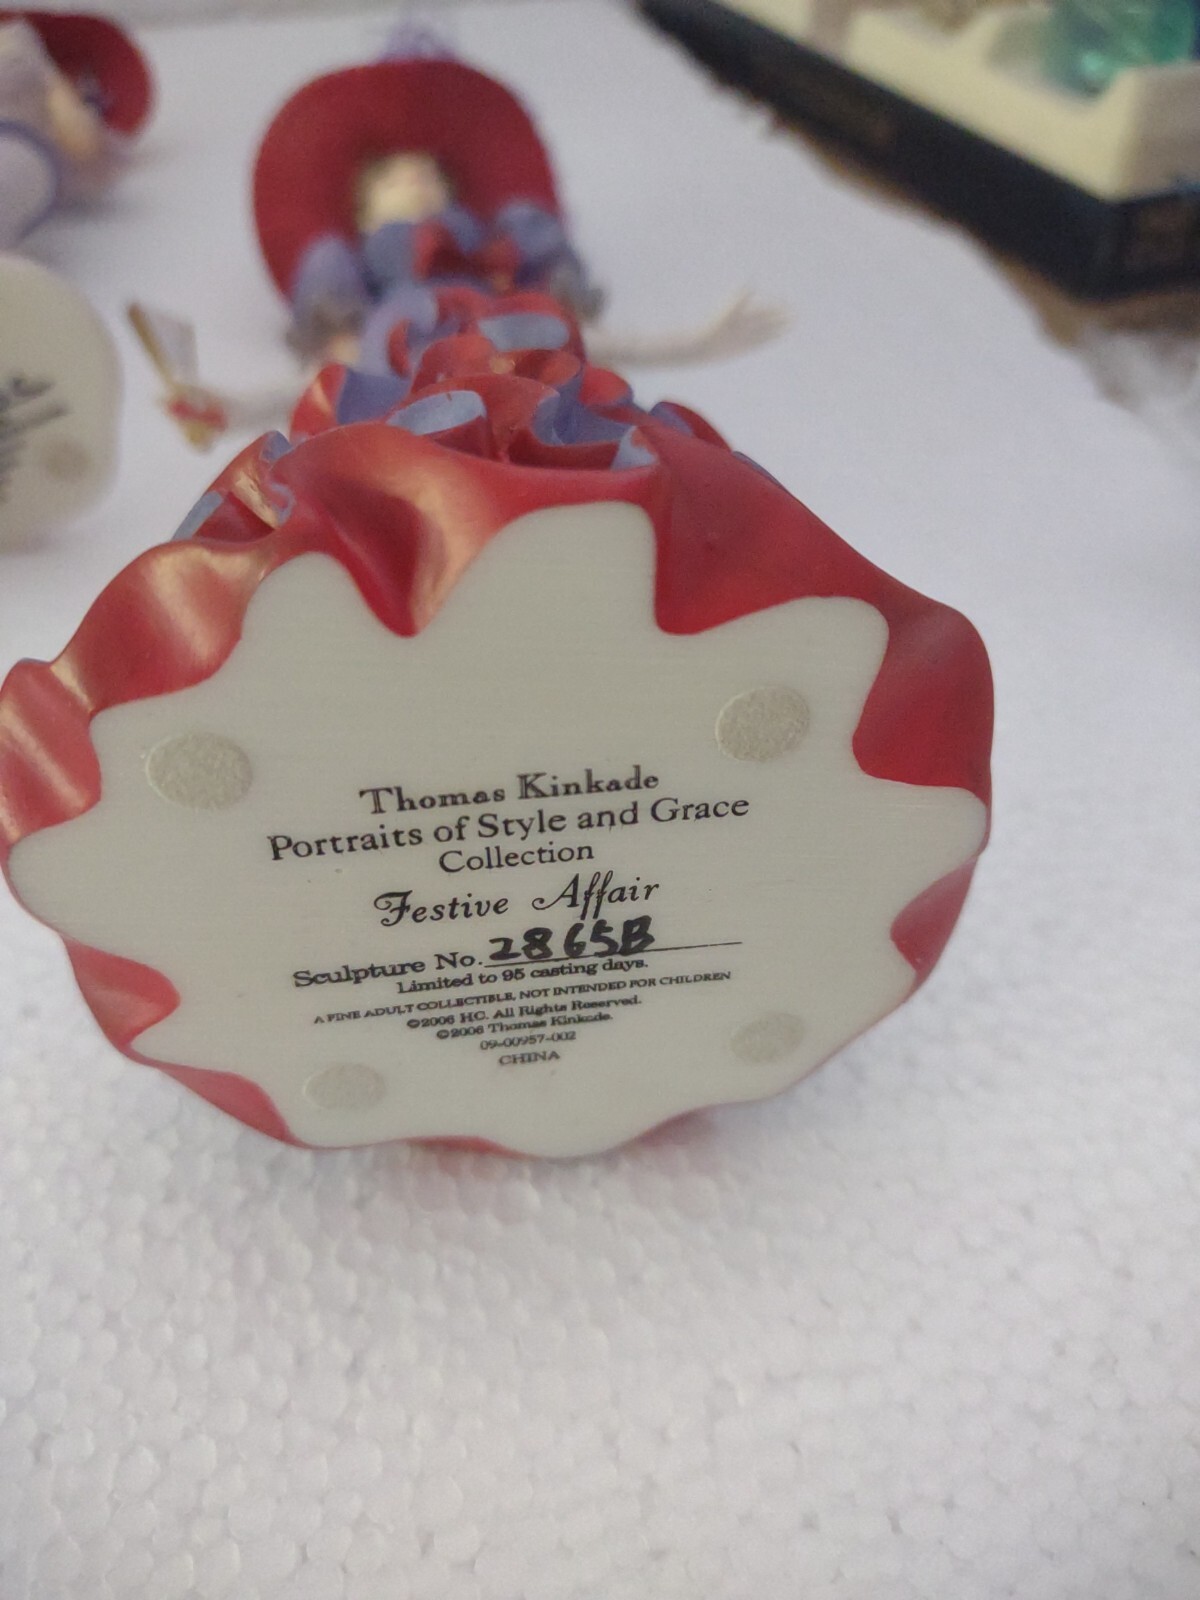 Thomas Kinkade
Portraits of Style and Grace
Collection
Festive Affair
Sculpture No. 2865B
Limited to 95 casting days.
A FINE ADULT COLLECTIBLE, NOT INTENDED FOR CHILDREN
©2006 HC. All Rights Reserved.
©2006 Thomas Kinkade.
09-00957-002
CHINA